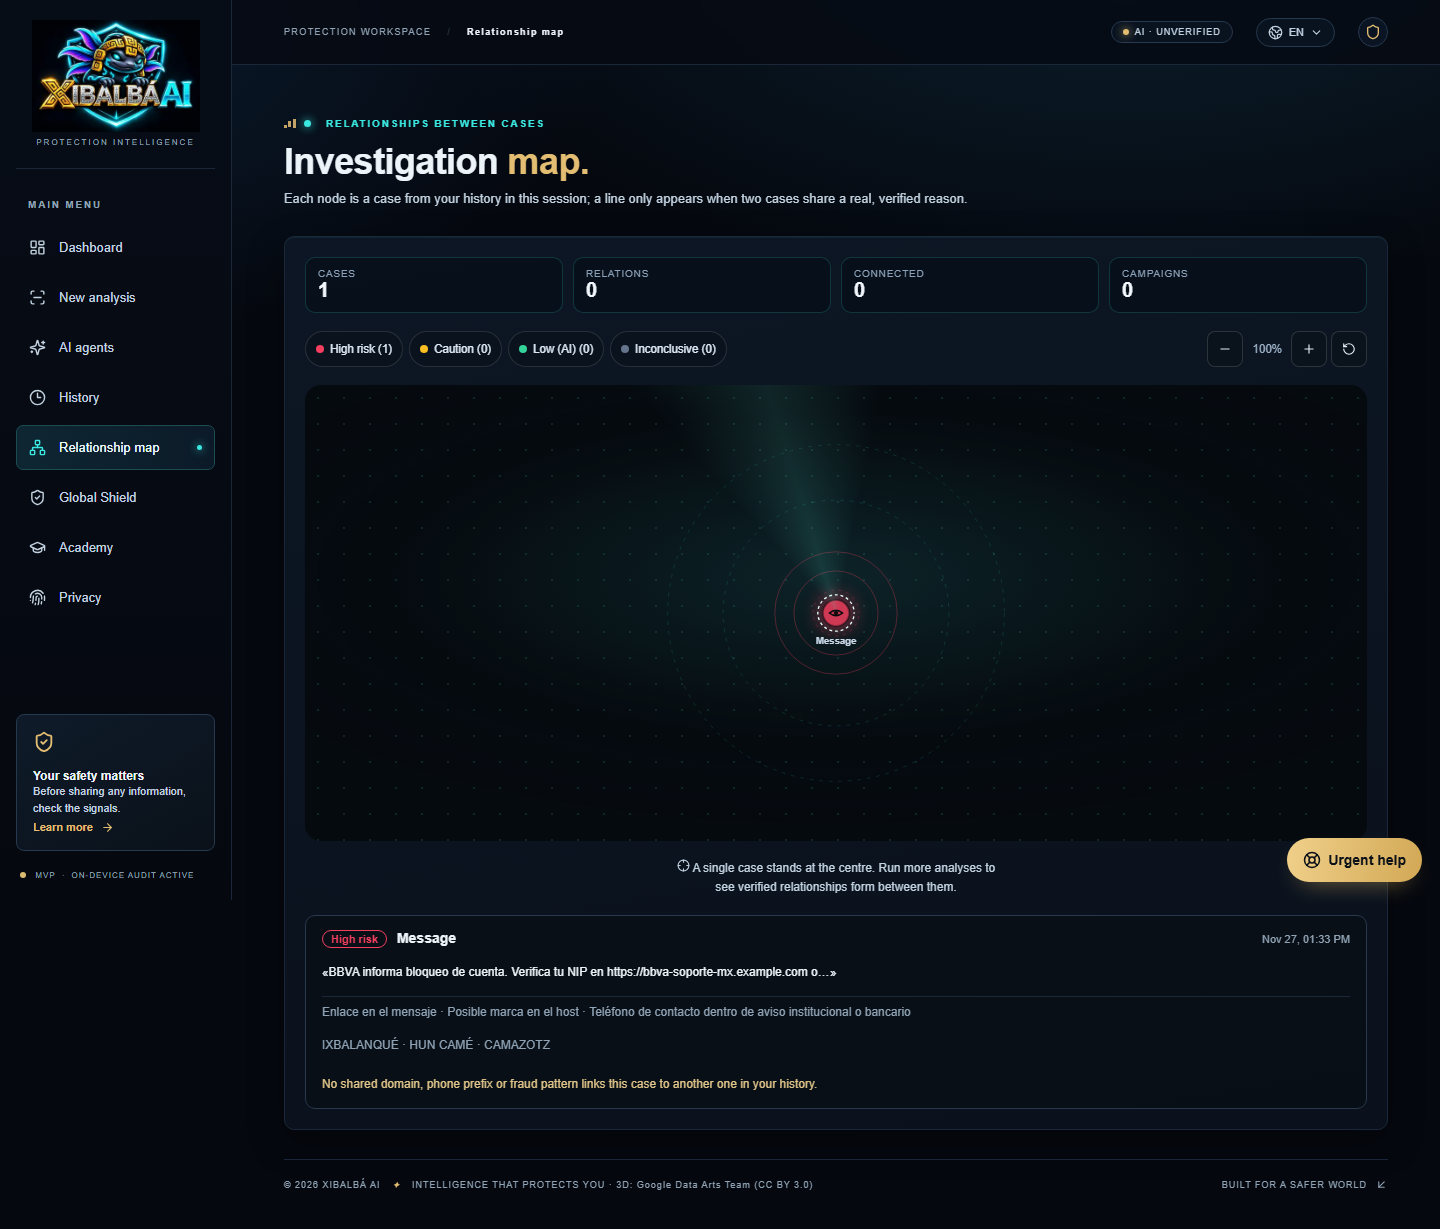 XIBALBÁ AI
PROTECTION INTELLIGENCE
MAIN MENU
Dashboard
New analysis
AI agents
History
Relationship map
Global Shield
Academy
Privacy
Your safety matters
Before sharing any information,
check the signals.
Learn more
MVP · ON-DEVICE AUDIT ACTIVE
PROTECTION WORKSPACE / Relationship map
AI · UNVERIFIED
EN
RELATIONSHIPS BETWEEN CASES
Investigation map.
Each node is a case from your history in this session; a line only appears when two cases share a real, verified reason.
CASES
1
RELATIONS
0
CONNECTED
0
CAMPAIGNS
0
High risk (1)
Caution (0)
Low (AI) (0)
Inconclusive (0)
100%
Message
A single case stands at the centre. Run more analyses to
see verified relationships form between them.
Urgent help
High risk Message Nov 27, 01:33 PM
«BBVA informa bloqueo de cuenta. Verifica tu NIP en https://bbva-soporte-mx.example.com o…»
Enlace en el mensaje · Posible marca en el host · Teléfono de contacto dentro de aviso institucional o bancario
IXBALANQUÉ · HUN CAMÉ · CAMAZOTZ
No shared domain, phone prefix or fraud pattern links this case to another one in your history.
© 2026 XIBALBÁ AI ✦ INTELLIGENCE THAT PROTECTS YOU · 3D: Google Data Arts Team (CC BY 3.0)
BUILT FOR A SAFER WORLD